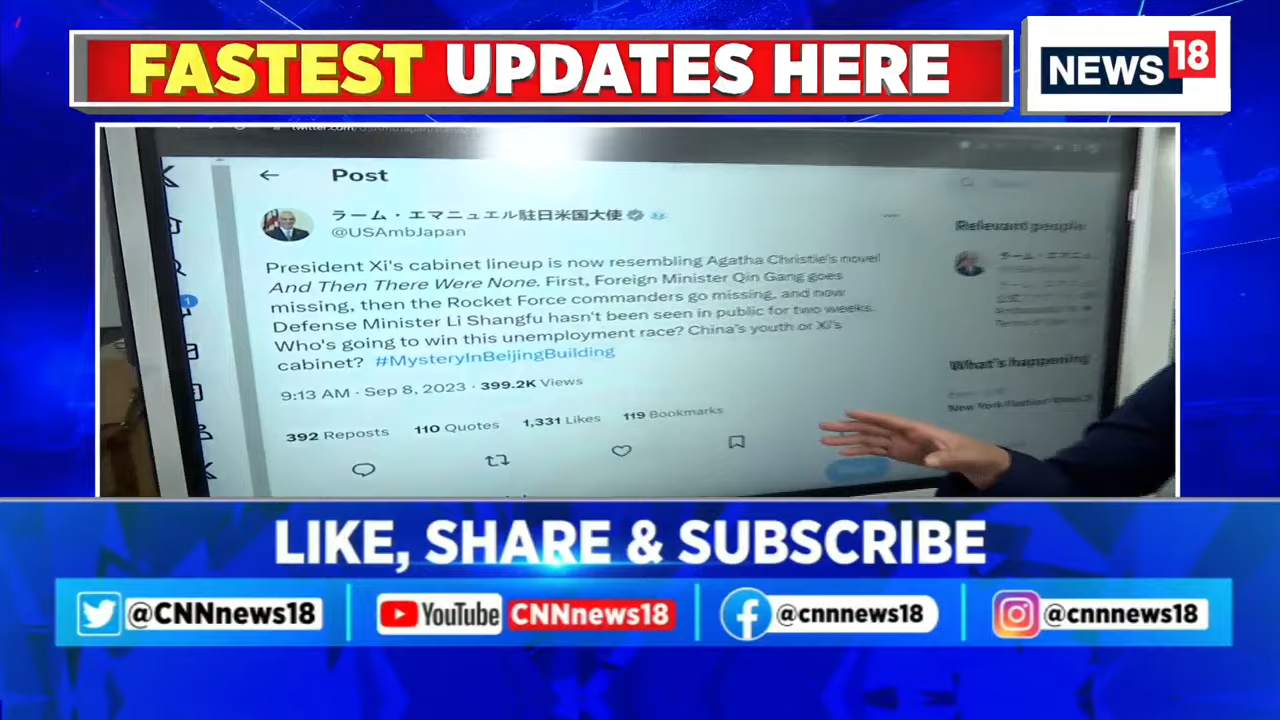 FASTEST UPDATES HERE
NEWS 18
Post
ラーム・エマニュエル駐日米国大使
@USAmbJapan
President Xi's cabinet lineup is now resembling Agatha Christie's novel
And Then There Were None. First, Foreign Minister Qin Gang goes
missing, then the Rocket Force commanders go missing, and now
Defense Minister Li Shangfu hasn't been seen in public for two weeks.
Who's going to win this unemployment race? China's youth or Xi's
cabinet? #MysteryInBeijingBuilding
9:13 AM · Sep 8, 2023 · 399.2K Views
392 Reposts 110 Quotes 1,331 Likes 119 Bookmarks
1
Relevant people
What's happening
LIKE, SHARE & SUBSCRIBE
@CNNnews18
YouTube CNNnews18
@cnnnews18
@cnnnews18